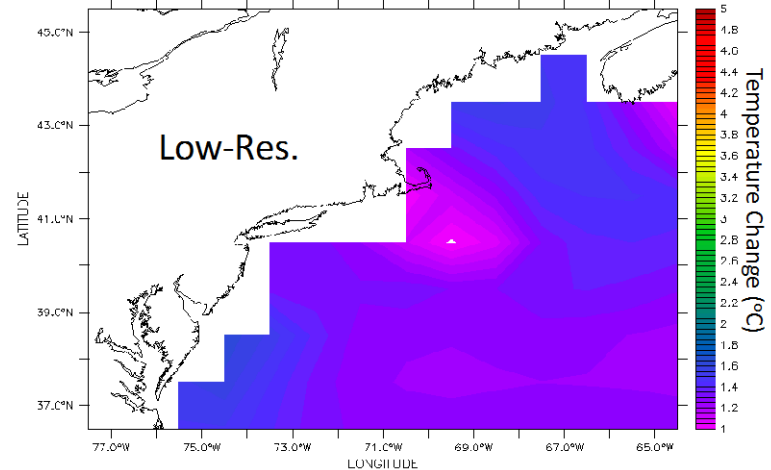 45.0°N
43.0°N
41.0°N
39.0°N
37.0°N
LATITUDE
Low-Res.
77.0°W
75.0°W
73.0°W
71.0°W
69.0°W
67.0°W
65.0°W
LONGITUDE
5
4.8
4.6
4.4
4.2
4
3.8
3.6
3.4
3.2
3
2.8
2.6
2.4
2.2
2
1.8
1.6
1.4
1.2
1
Temperature Change (°C)